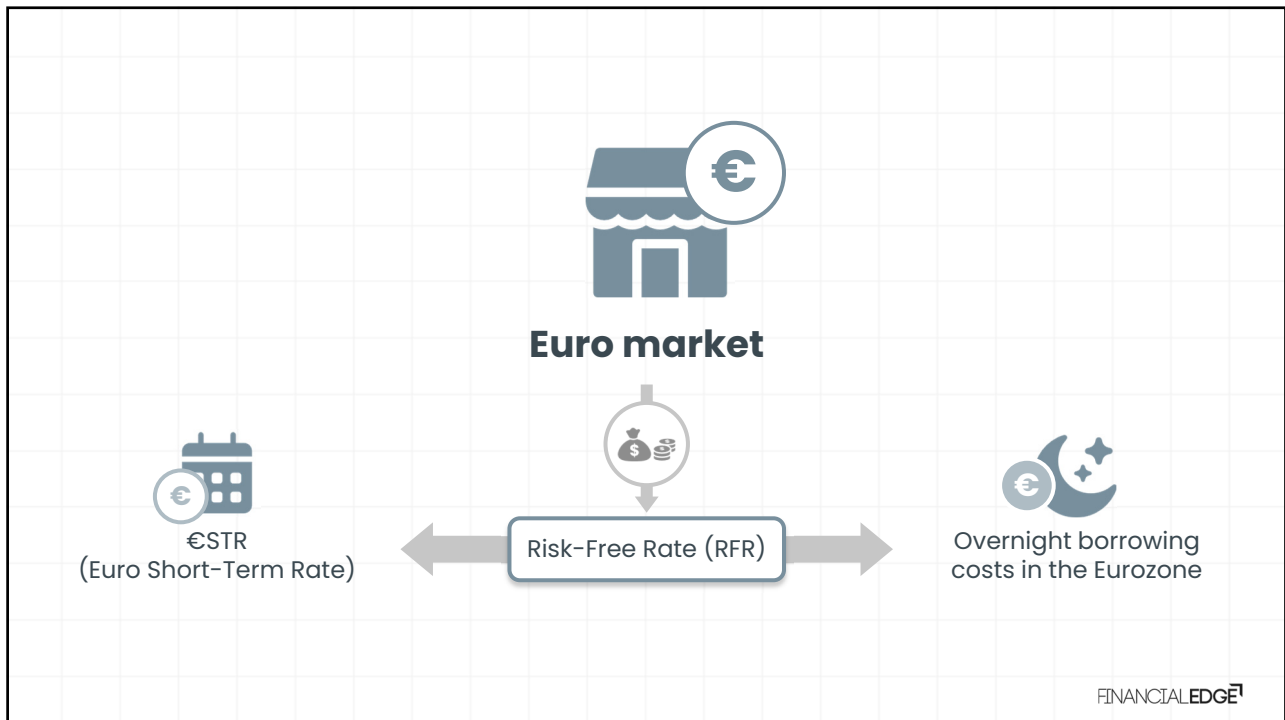 €
Euro market
$
€
€STR
(Euro Short-Term Rate)
Risk-Free Rate (RFR)
€
Overnight borrowing
costs in the Eurozone
FINANCIALEDGE